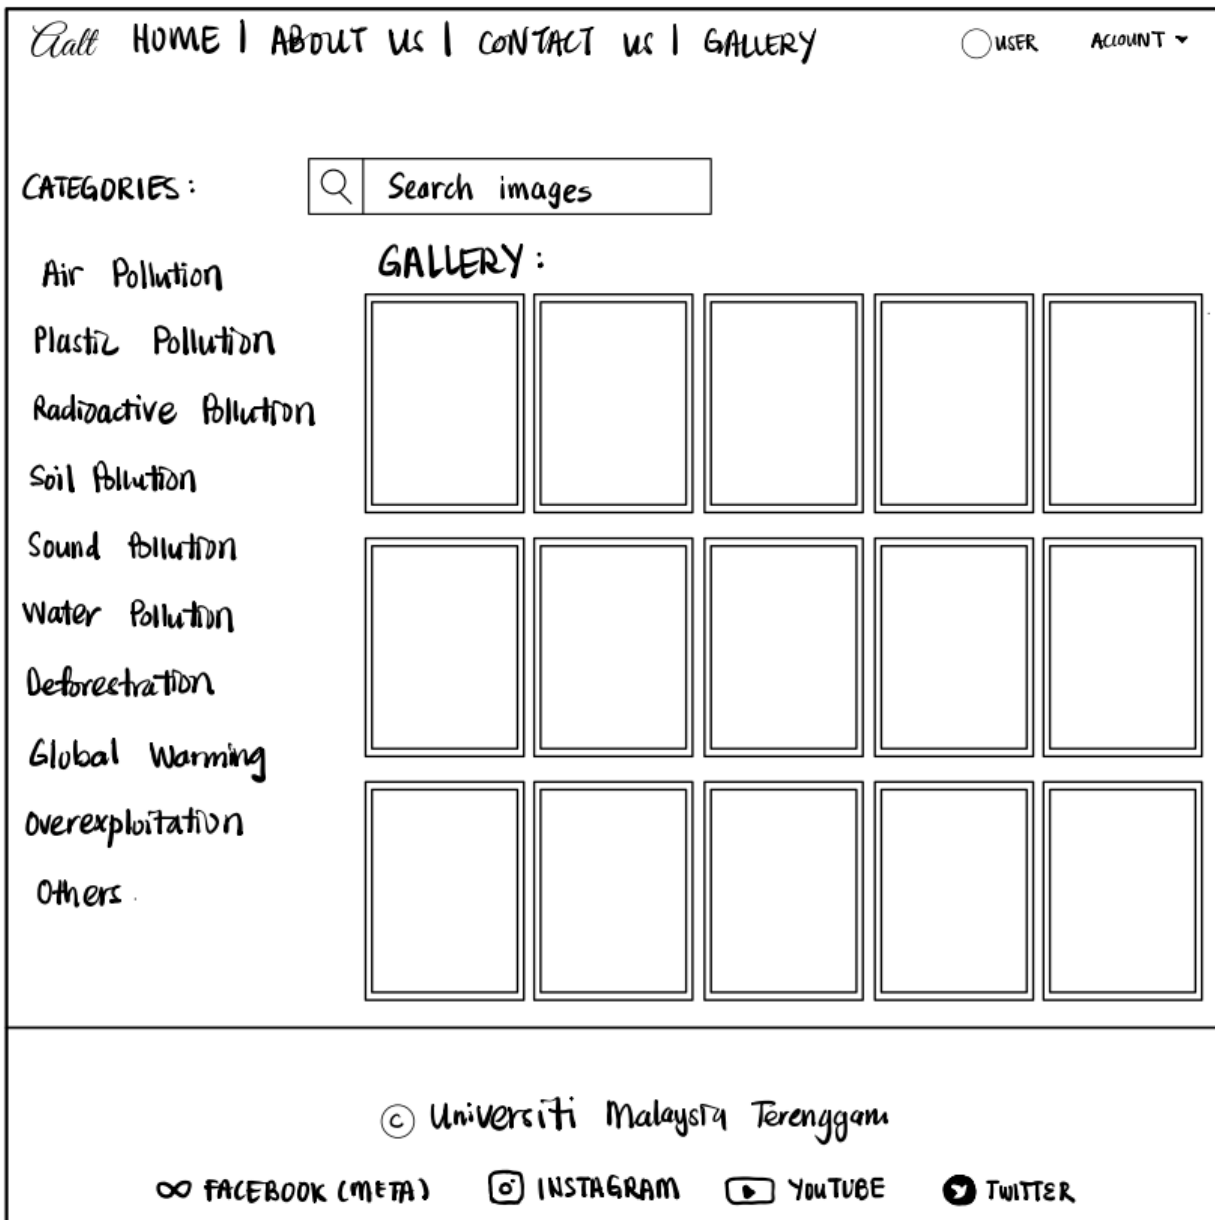 Aalt HOME | ABOUT US | CONTACT US | GALLERY USER ACCOUNT
CATEGORIES:
Search images
GALLERY:
Air Pollution
Plastic Pollution
Radioactive Pollution
Soil Pollution
Sound Pollution
Water Pollution
Deforestration
Global Warming
Overexploitation
Others.
© Universiti Malaysia Terengganu
FACEBOOK (META) INSTAGRAM YOUTUBE TWITTER